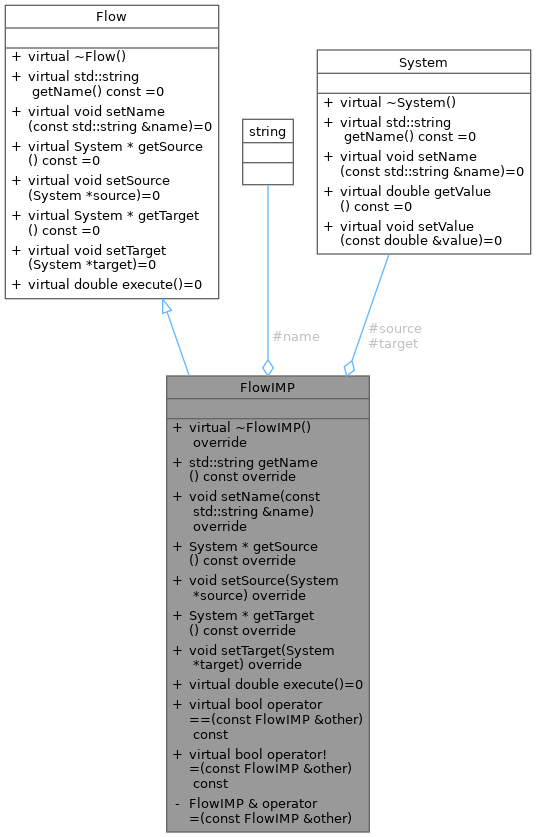 Flow
+ virtual ~Flow()
+ virtual std::string
getName() const =0
+ virtual void setName
(const std::string &name)=0
+ virtual System * getSource
() const =0
+ virtual void setSource
(System *source)=0
+ virtual System * getTarget
() const =0
+ virtual void setTarget
(System *target)=0
+ virtual double execute()=0
string
System
+ virtual ~System()
+ virtual std::string
getName() const =0
+ virtual void setName
(const std::string &name)=0
+ virtual double getValue
() const =0
+ virtual void setValue
(const double &value)=0
#name
#source
#target
FlowIMP
+ virtual ~FlowIMP()
override
+ std::string getName
() const override
+ void setName(const
std::string &name)
override
+ System * getSource
() const override
+ void setSource(System
*source) override
+ System * getTarget
() const override
+ void setTarget(System
*target) override
+ virtual double execute()=0
+ virtual bool operator
==(const FlowIMP &other)
const
+ virtual bool operator!
=(const FlowIMP &other)
const
- FlowIMP & operator
=(const FlowIMP &other)